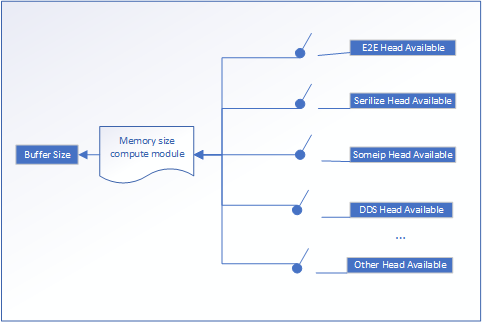 E2E Head Available
Serilize Head Available
Memory size
compute module
Buffer Size
Someip Head Available
DDS Head Available
...
Other Head Available